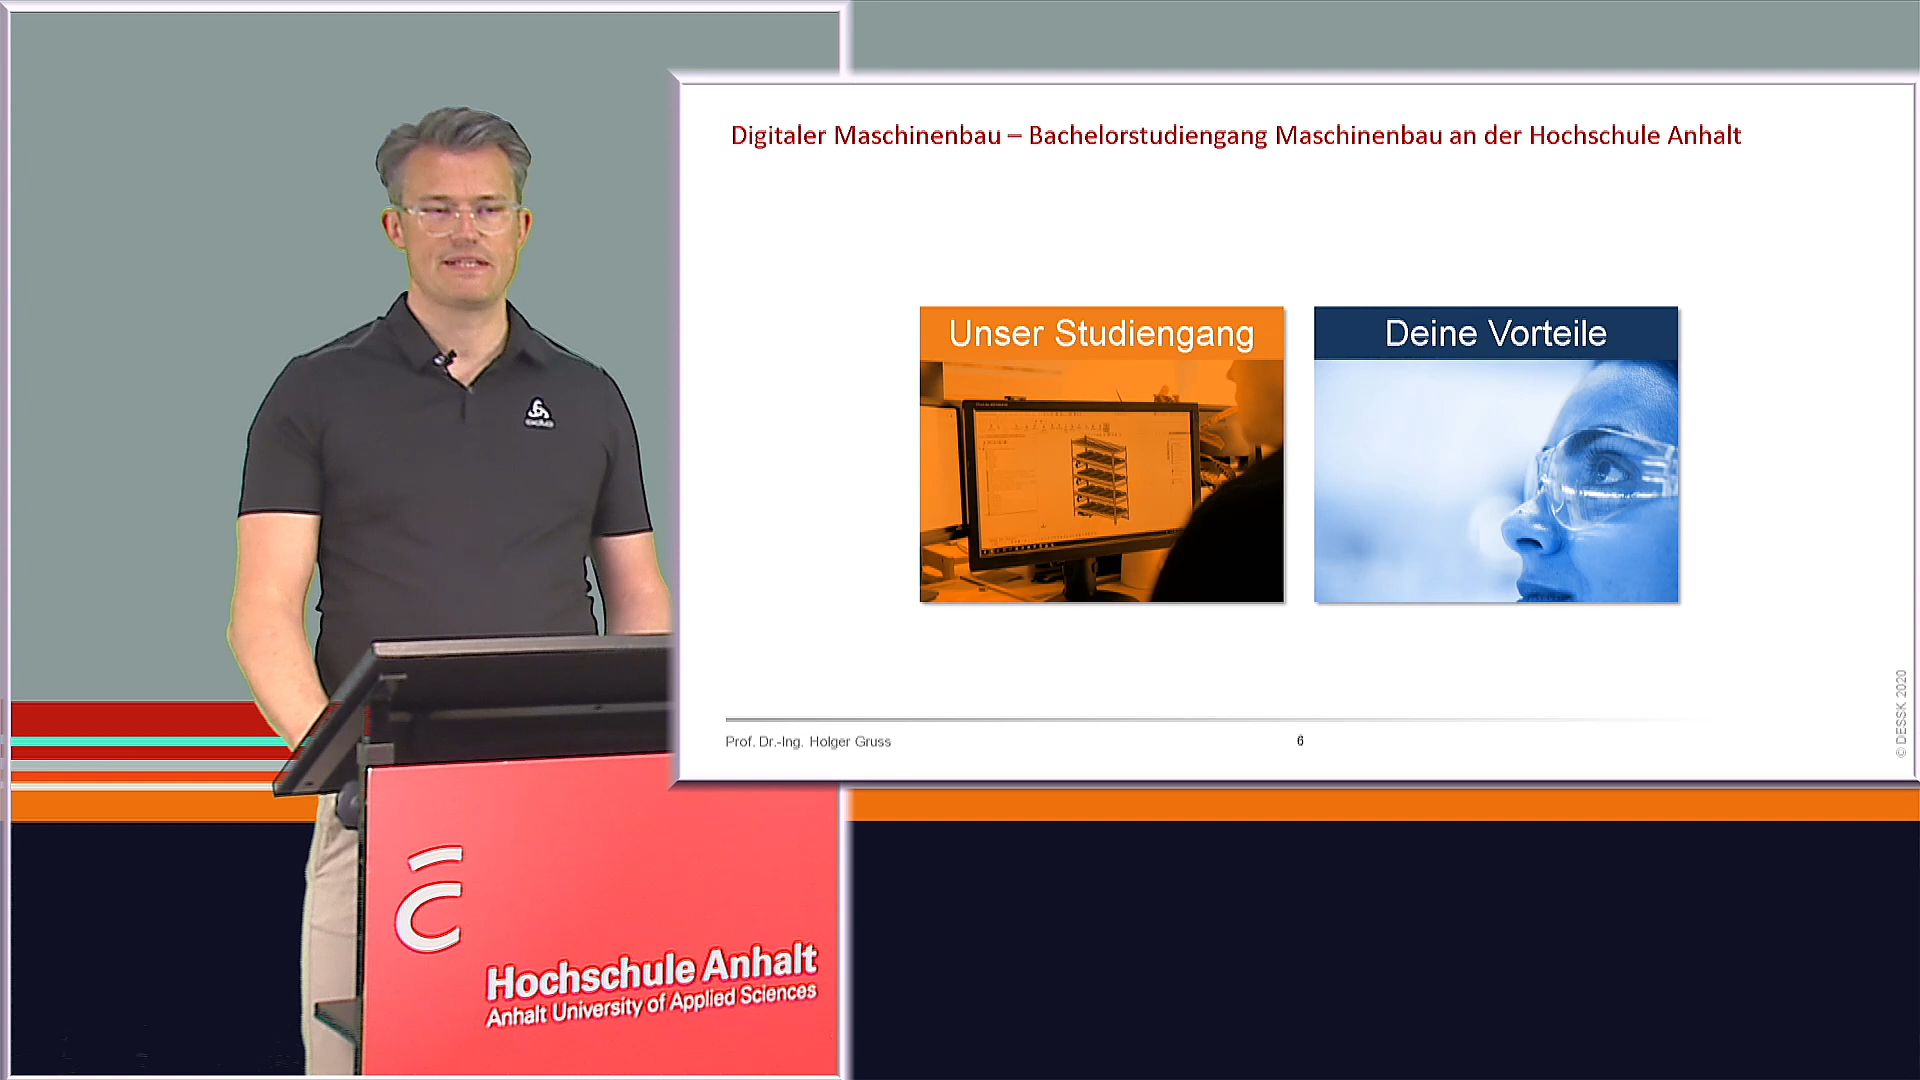 Digitaler Maschinenbau – Bachelorstudiengang Maschinenbau an der Hochschule Anhalt
Unser Studiengang
Deine Vorteile
Prof. Dr.-Ing. Holger Gruss
6
© DESSK 2020
odlo
Hochschule Anhalt
Anhalt University of Applied Sciences